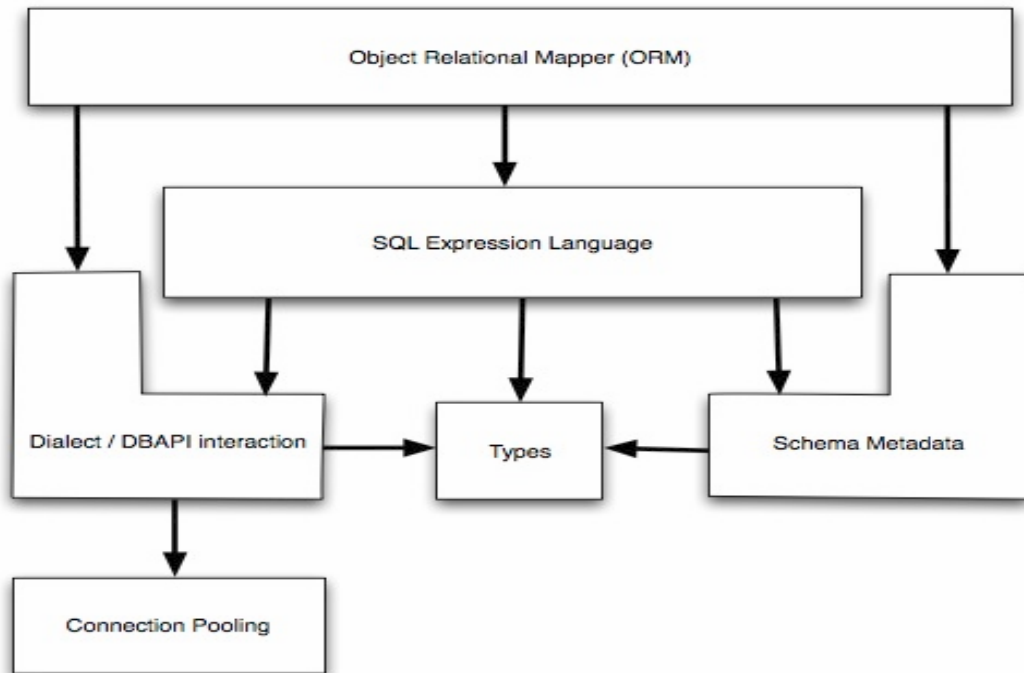 Object Relational Mapper (ORM)
SQL Expression Language
Dialect / DBAPI interaction
Types
Schema Metadata
Connection Pooling